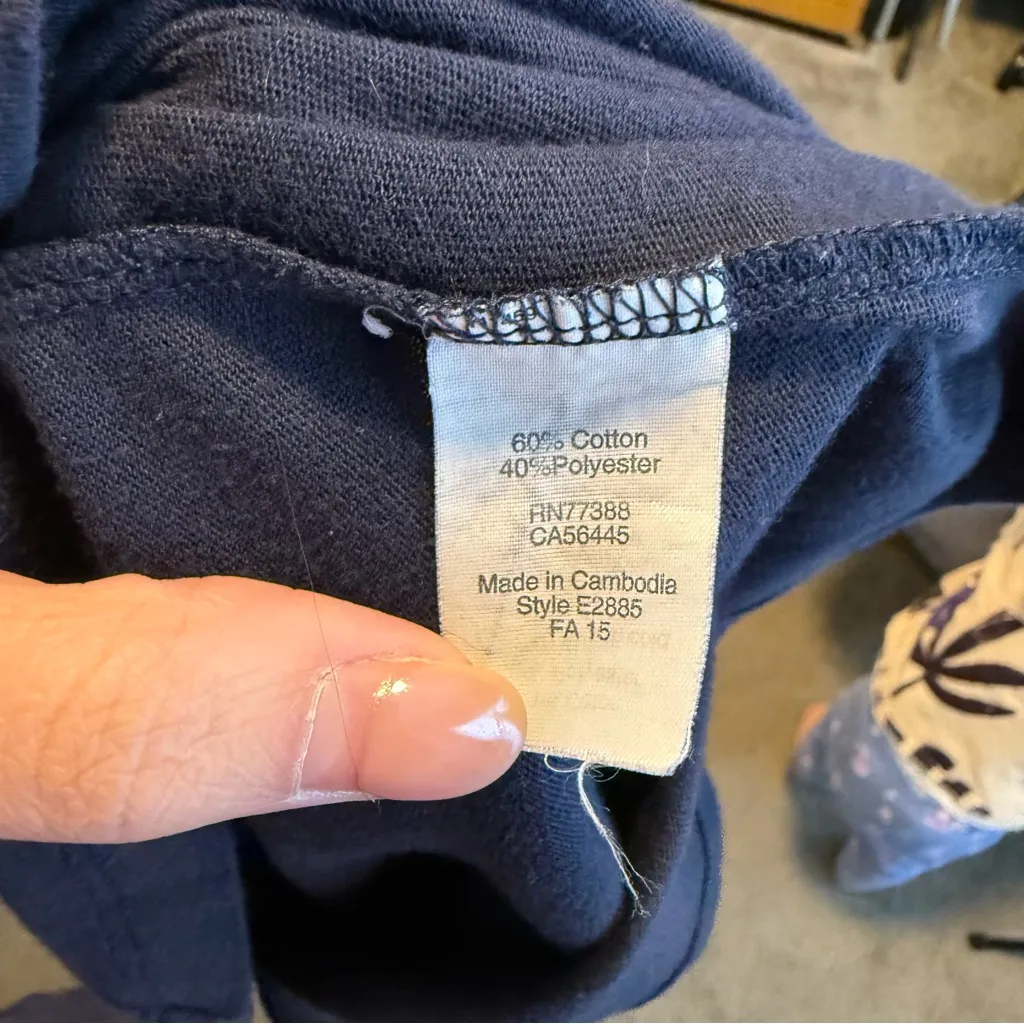 60% Cotton
40%Polyester
RN77388
CA56445
Made in Cambodia
Style E2885
FA 15